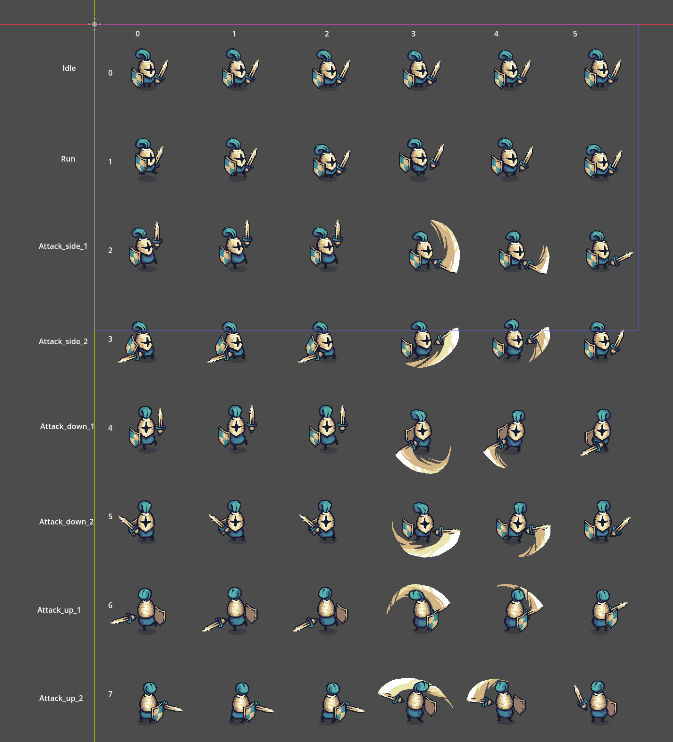 0 1 2 3 4 5
Idle 0
Run 1
Attack_side_1 2
Attack_side_2 3
Attack_down_1 4
Attack_down_2 5
Attack_up_1 6
Attack_up_2 7